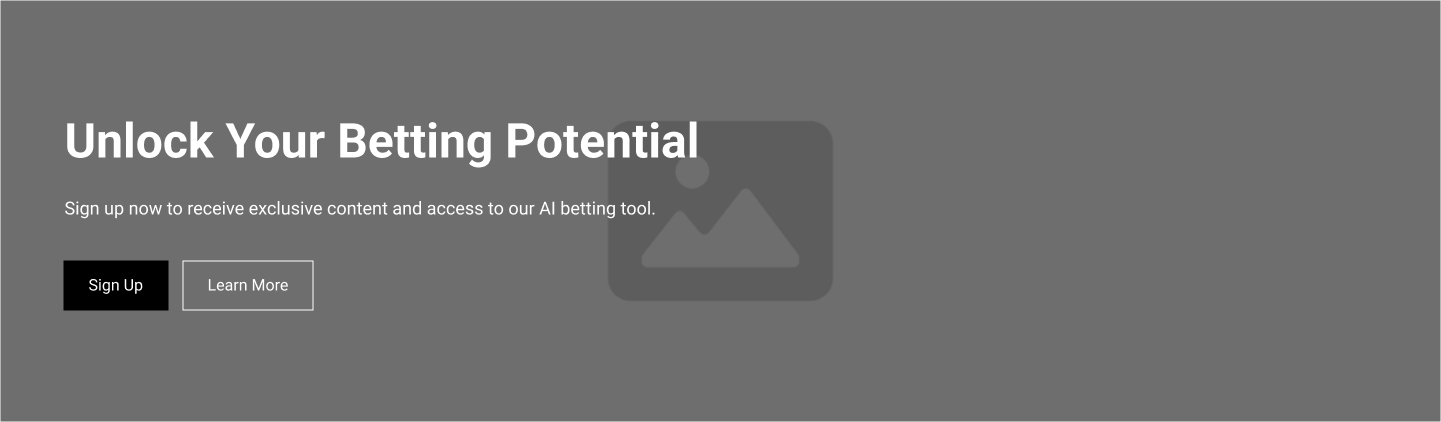 Unlock Your Betting Potential
Sign up now to receive exclusive content and access to our AI betting tool.
Sign Up
Learn More